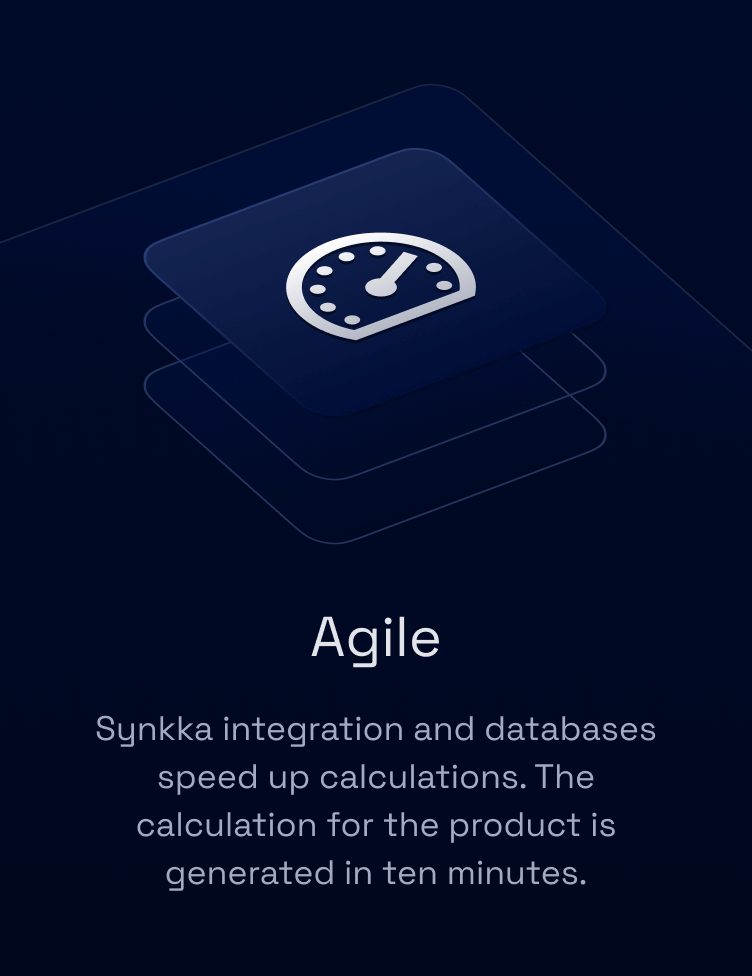 Agile
Synkka integration and databases
speed up calculations. The
calculation for the product is
generated in ten minutes.